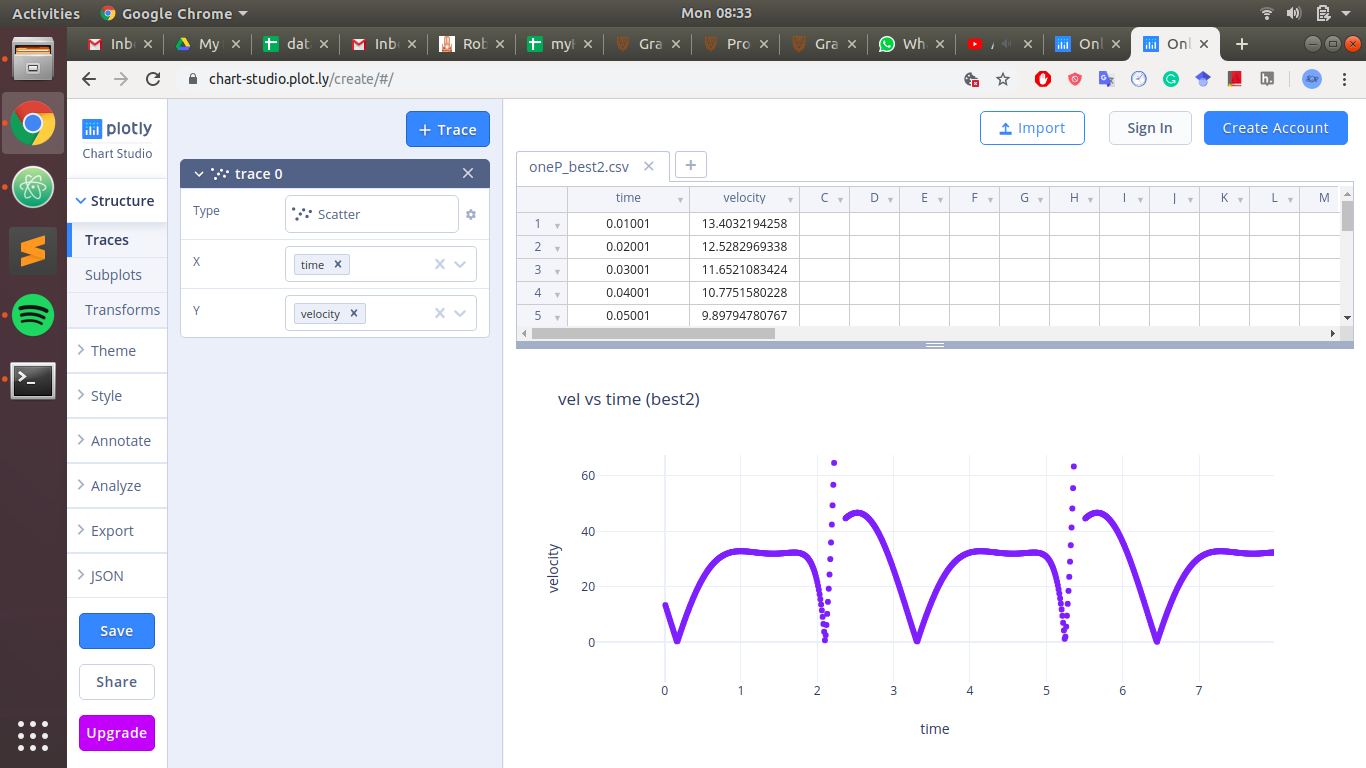 Activities Google Chrome Mon 08:33
Inb My dat Inb Rob my Gra Pro Gra Wh Onl Onl
chart-studio.plot.ly/create/#/
plotly
Chart Studio
Structure
Traces
Subplots
Transforms
Theme
Style
Annotate
Analyze
Export
JSON
Save
Share
Upgrade
+ Trace
trace 0
Type Scatter
X time
Y velocity
Import Sign In Create Account
oneP_best2.csv
time velocity C D E F G H I J K L M
1 0.01001 13.4032194258
2 0.02001 12.5282969338
3 0.03001 11.6521083424
4 0.04001 10.7751580228
5 0.05001 9.89794780767
vel vs time (best2)
60
40
20
0
velocity
0 1 2 3 4 5 6 7
time